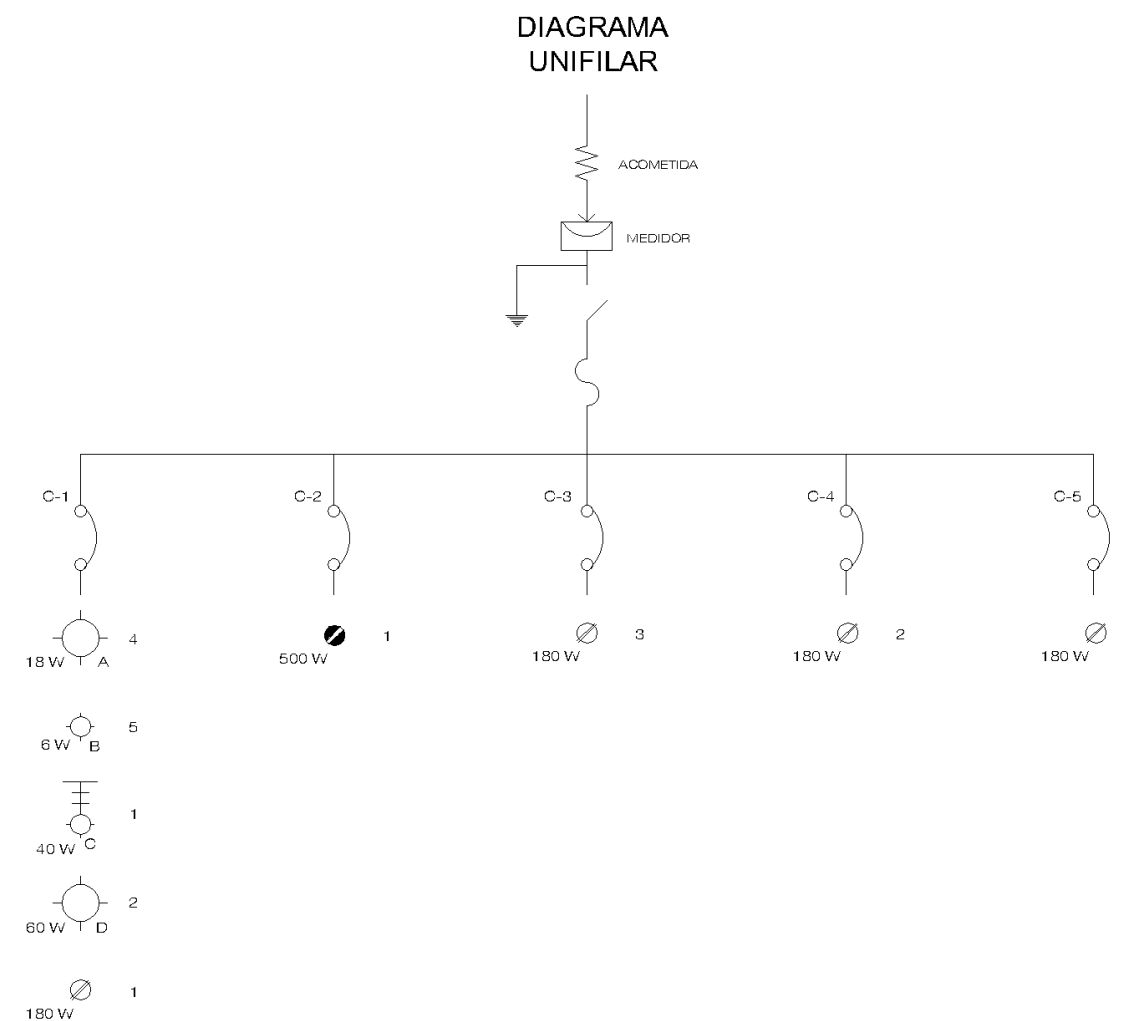 DIAGRAMA
UNIFILAR
ACOMETIDA
MEDIDOR
C-1
C-2
C-3
C-4
C-5
4
18 W
A
1
500 W
3
180 W
2
180 W
180 W
5
6 W
B
1
40 W
C
2
60 W
D
1
180 W